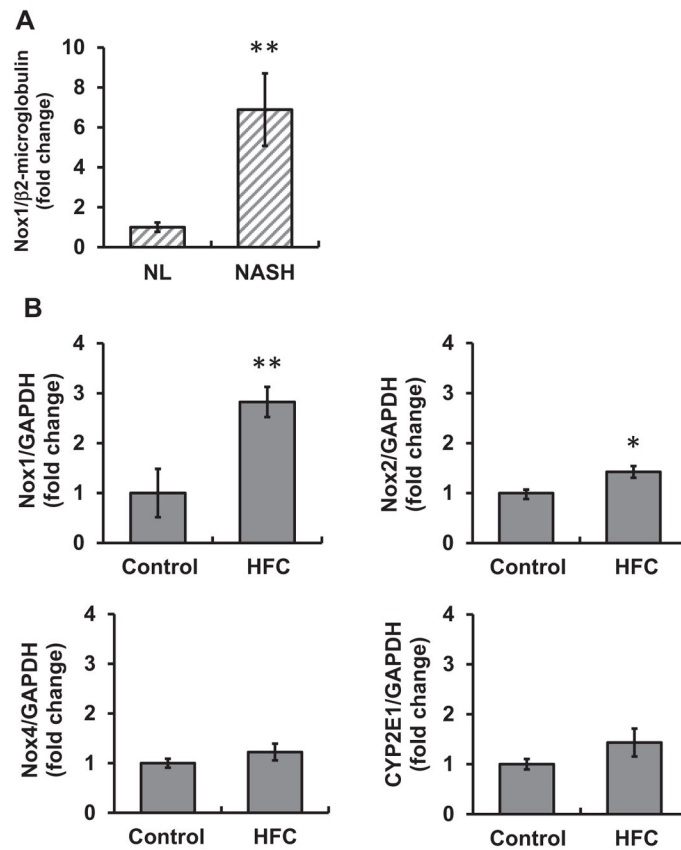 A
Nox1/β2-microglobulin
(fold change)
10
8
6
4
2
0
**
NL NASH
B
Nox1/GAPDH
(fold change)
4
3
2
1
0
**
Control HFC
Nox2/GAPDH
(fold change)
4
3
2
1
0
*
Control HFC
Nox4/GAPDH
(fold change)
4
3
2
1
0
Control HFC
CYP2E1/GAPDH
(fold change)
4
3
2
1
0
Control HFC